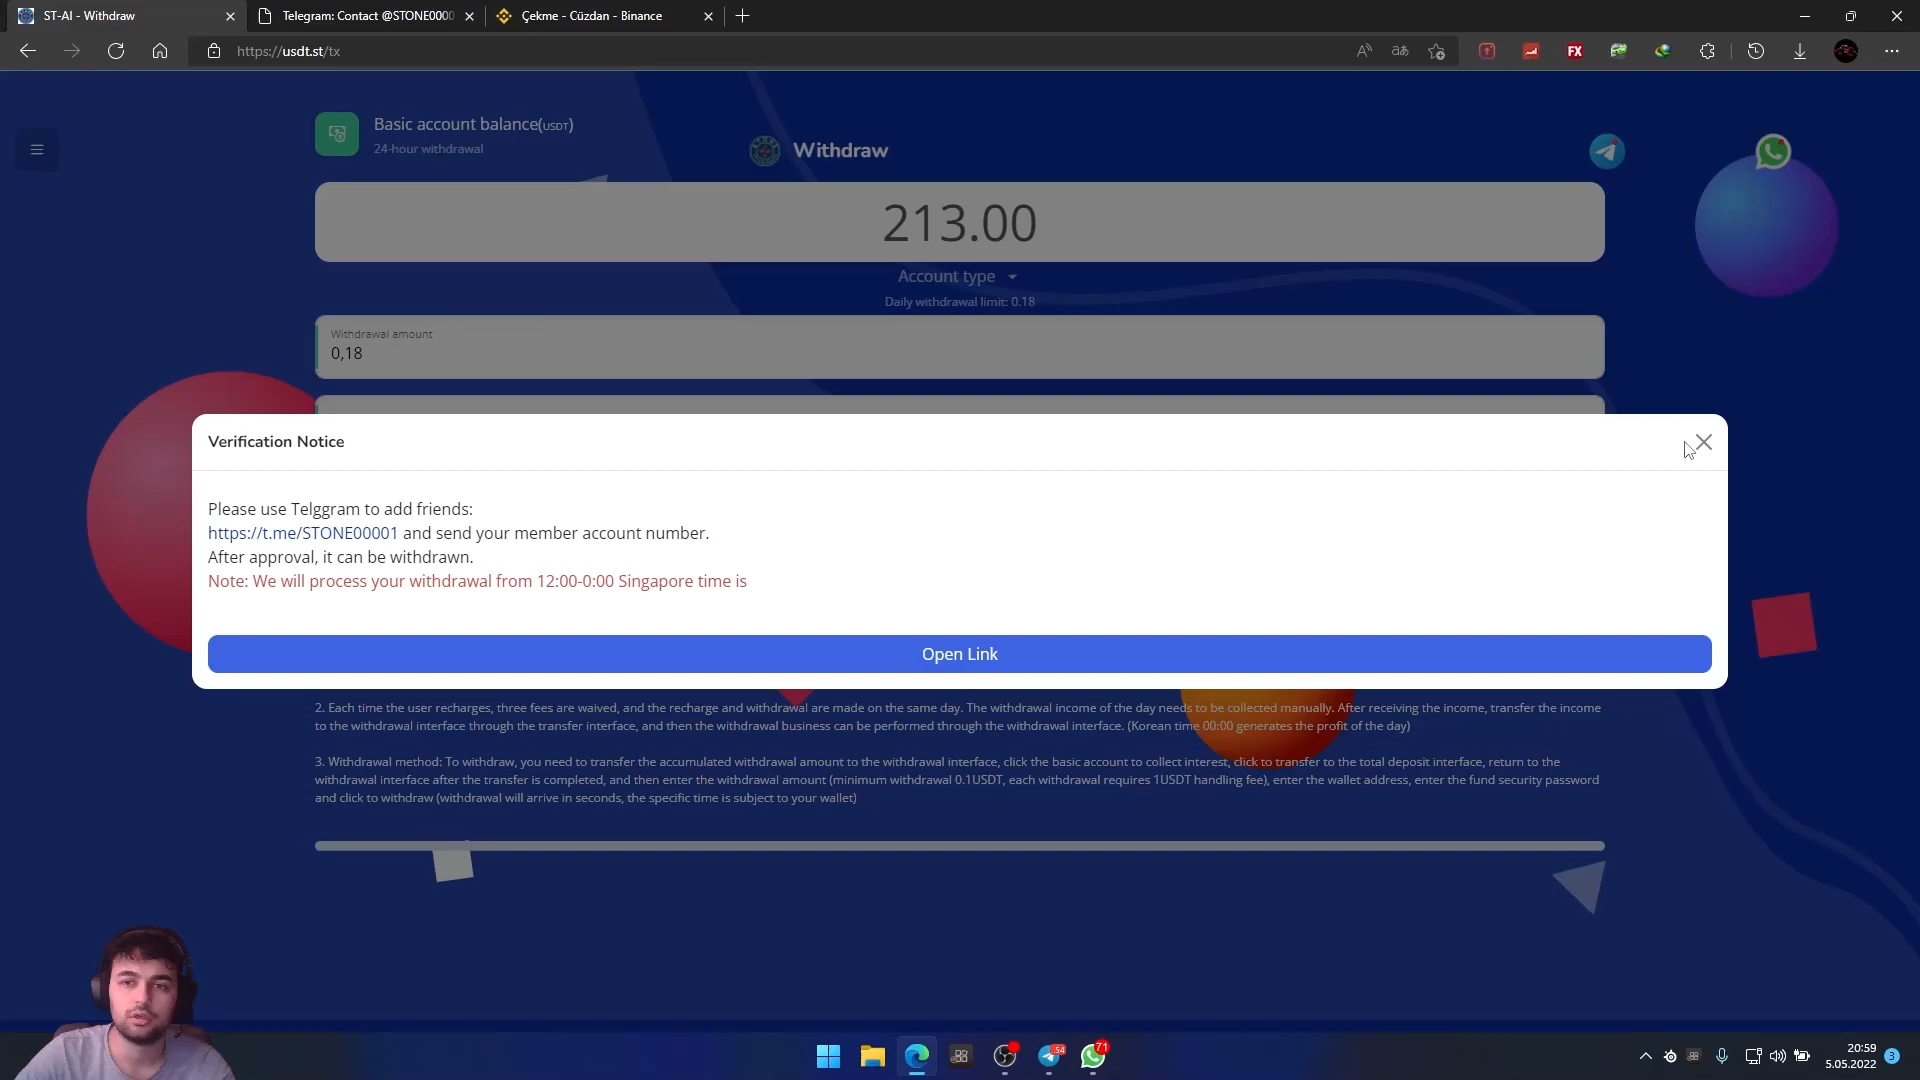 ST-AI - Withdraw
Telegram: Contact @STONE0000
Çekme - Cüzdan - Binance
https://usdt.st/tx
FX
Basic account balance(USDT)
24-hour withdrawal
Withdraw
213.00
Account type
Daily withdrawal limit: 0.18
Withdrawal amount
0,18
Verification Notice
Please use Telggram to add friends:
https://t.me/STONE00001 and send your member account number.
After approval, it can be withdrawn.
Note: We will process your withdrawal from 12:00-0:00 Singapore time is
Open Link
2. Each time the user recharges, three fees are waived, and the recharge and withdrawal are made on the same day. The withdrawal income of the day needs to be collected manually. After receiving the income, transfer the income
to the withdrawal interface through the transfer interface, and then the withdrawal business can be performed through the withdrawal interface. (Korean time 00:00 generates the profit of the day)
3. Withdrawal method: To withdraw, you need to transfer the accumulated withdrawal amount to the withdrawal interface, click the basic account to collect interest, click to transfer to the total deposit interface, return to the
withdrawal interface after the transfer is completed, and then enter the withdrawal amount (minimum withdrawal 0.1USDT, each withdrawal requires 1USDT handling fee), enter the wallet address, enter the fund security password
and click to withdraw (withdrawal will arrive in seconds, the specific time is subject to your wallet)
54
71
20:59
5.05.2022
3